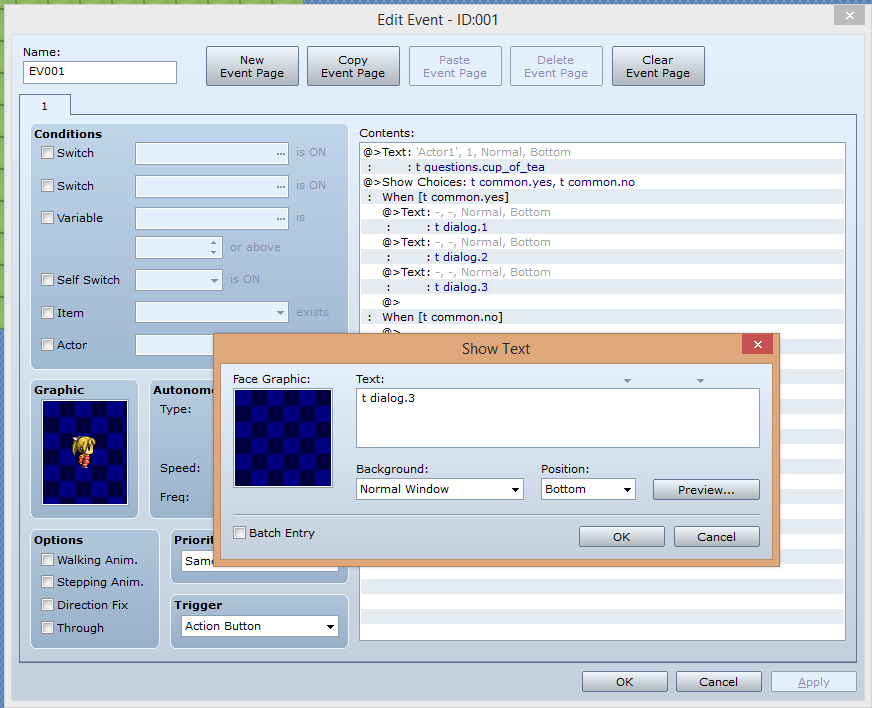 Edit Event - ID:001
Name:
EV001
New
Event Page
Copy
Event Page
Paste
Event Page
Delete
Event Page
Clear
Event Page
1
Conditions
Switch ... is ON
Switch ... is ON
Variable ... is
or above
Self Switch is ON
Item exists
Actor
Graphic
Autonomo
Type:
Speed:
Freq:
Options
Walking Anim.
Stepping Anim.
Direction Fix
Through
Priorit
Same
Trigger
Action Button
Contents:
@>Text: 'Actor1', 1, Normal, Bottom
: : t questions.cup_of_tea
@>Show Choices: t common.yes, t common.no
: When [t common.yes]
@>Text: -, -, Normal, Bottom
: : t dialog.1
@>Text: -, -, Normal, Bottom
: : t dialog.2
@>Text: -, -, Normal, Bottom
: : t dialog.3
@>
: When [t common.no]
@>
Show Text
Face Graphic:
Text:
t dialog.3
Background:
Normal Window
Position:
Bottom
Preview...
Batch Entry
OK
Cancel
OK
Cancel
Apply